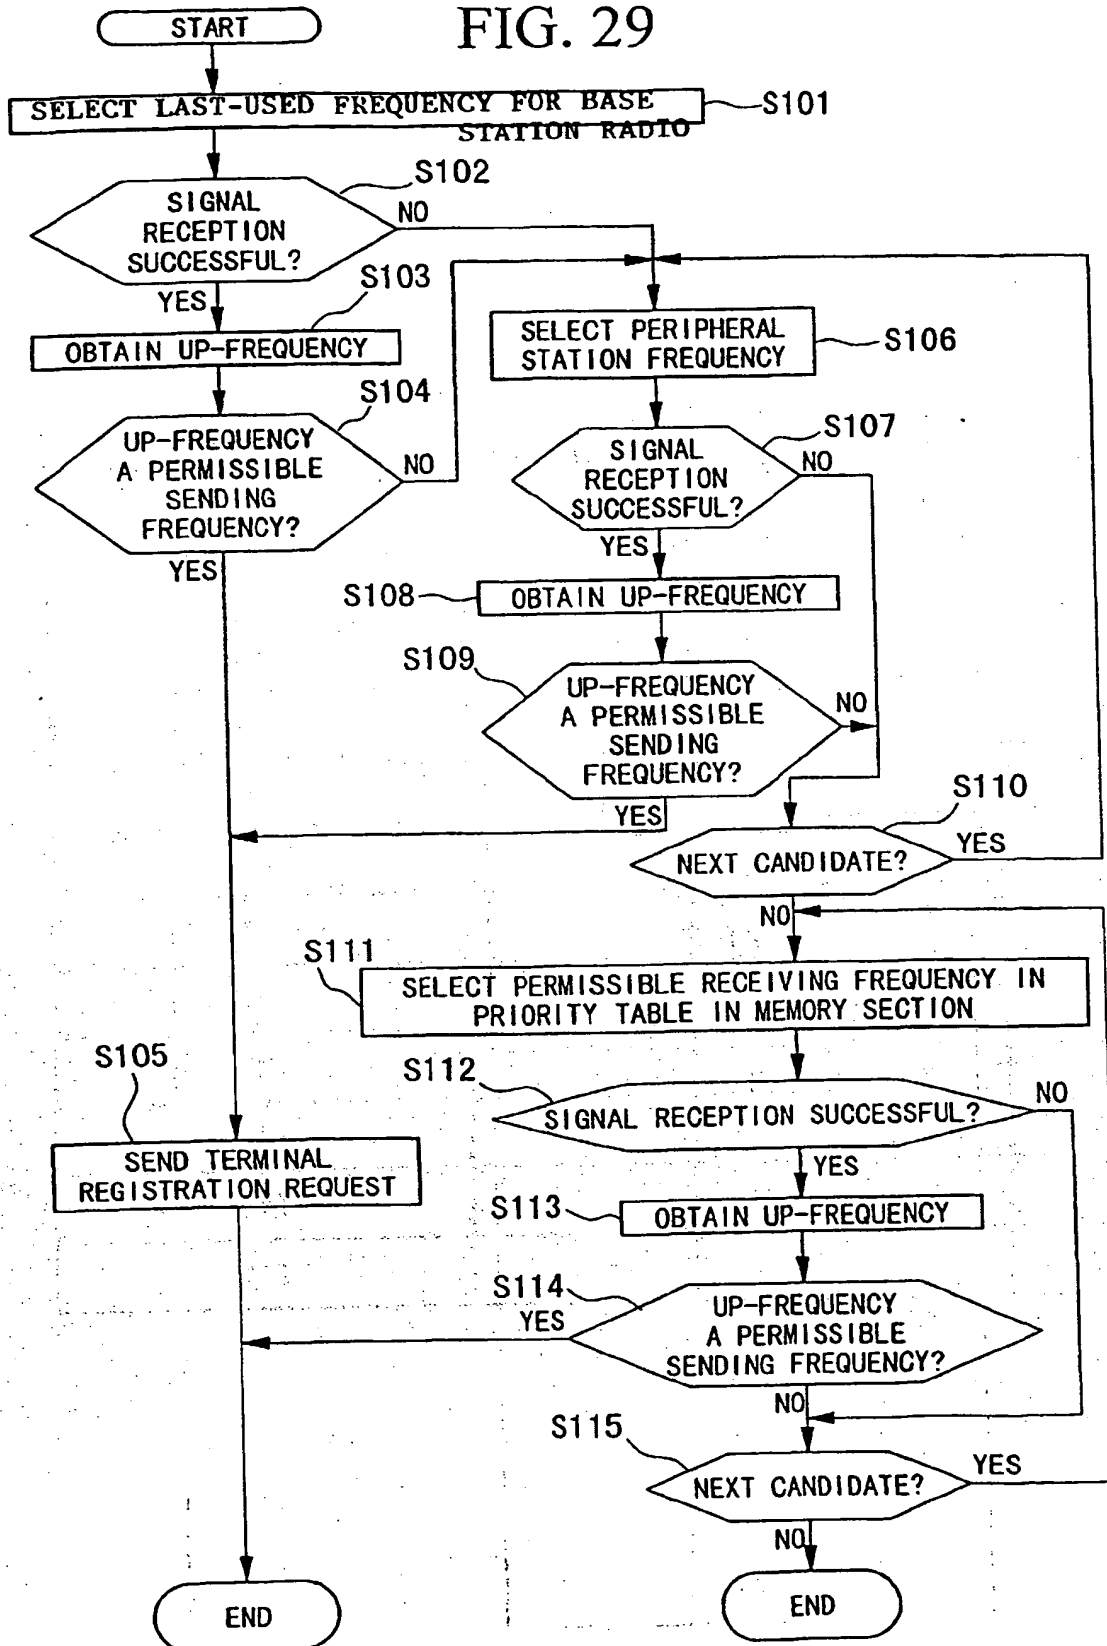 FIG. 29
START
SELECT LAST-USED FREQUENCY FOR BASE
STATION RADIO
S101
S102
SIGNAL
RECEPTION
SUCCESSFUL?
NO
YES
S103
OBTAIN UP-FREQUENCY
S104
UP-FREQUENCY
A PERMISSIBLE
SENDING
FREQUENCY?
NO
YES
SELECT PERIPHERAL
STATION FREQUENCY
S106
S107
SIGNAL
RECEPTION
SUCCESSFUL?
NO
YES
S108
OBTAIN UP-FREQUENCY
S109
UP-FREQUENCY
A PERMISSIBLE
SENDING
FREQUENCY?
NO
YES
S110
NEXT CANDIDATE?
YES
NO
S111
SELECT PERMISSIBLE RECEIVING FREQUENCY IN
PRIORITY TABLE IN MEMORY SECTION
S105
SEND TERMINAL
REGISTRATION REQUEST
S112
SIGNAL RECEPTION SUCCESSFUL?
NO
YES
S113
OBTAIN UP-FREQUENCY
S114
YES
UP-FREQUENCY
A PERMISSIBLE
SENDING FREQUENCY?
NO
S115
NEXT CANDIDATE?
YES
NO
END
END